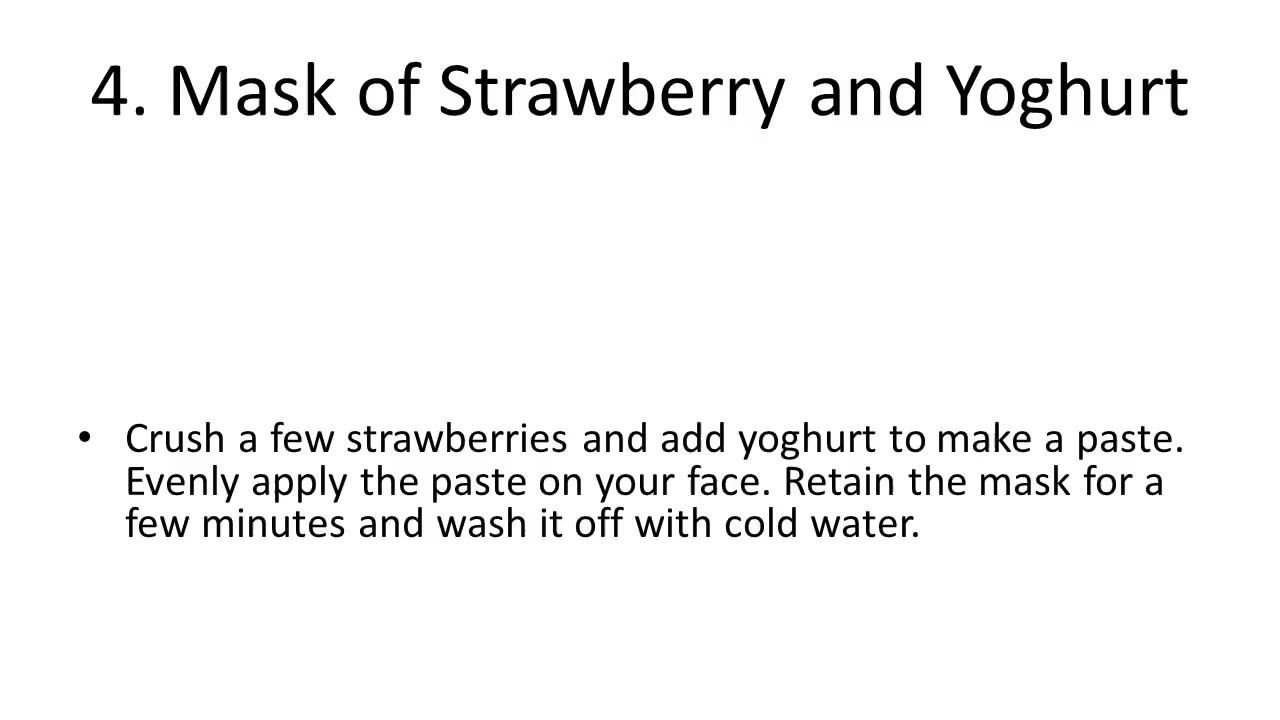 4. Mask of Strawberry and Yoghurt
• Crush a few strawberries and add yoghurt to make a paste.
Evenly apply the paste on your face. Retain the mask for a
few minutes and wash it off with cold water.